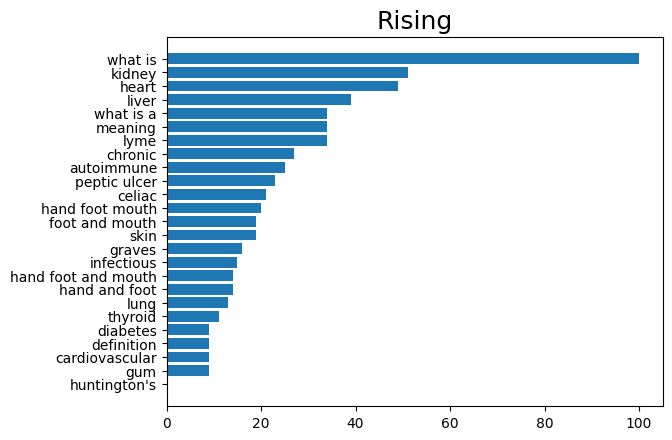 Rising
what is
kidney
heart
liver
what is a
meaning
lyme
chronic
autoimmune
peptic ulcer
celiac
hand foot mouth
foot and mouth
skin
graves
infectious
hand foot and mouth
hand and foot
lung
thyroid
diabetes
definition
cardiovascular
gum
huntington's
0 20 40 60 80 100